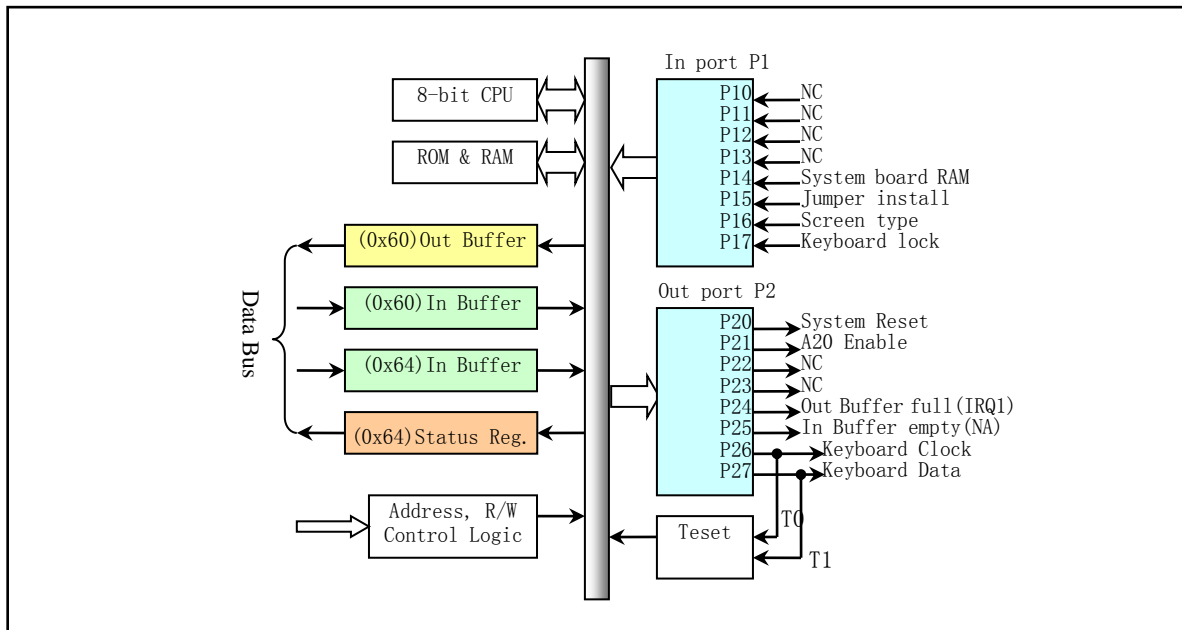 In port P1
8-bit CPU
ROM & RAM
P10
P11
P12
P13
P14
P15
P16
P17
NC
NC
NC
NC
System board RAM
Jumper install
Screen type
Keyboard lock
Data Bus
(0x60)Out Buffer
(0x60)In Buffer
(0x64)In Buffer
(0x64)Status Reg.
Address, R/W
Control Logic
Out port P2
P20
P21
P22
P23
P24
P25
P26
P27
System Reset
A20 Enable
NC
NC
Out Buffer full(IRQ1)
In Buffer empty(NA)
Keyboard Clock
Keyboard Data
Teset
T0
T1